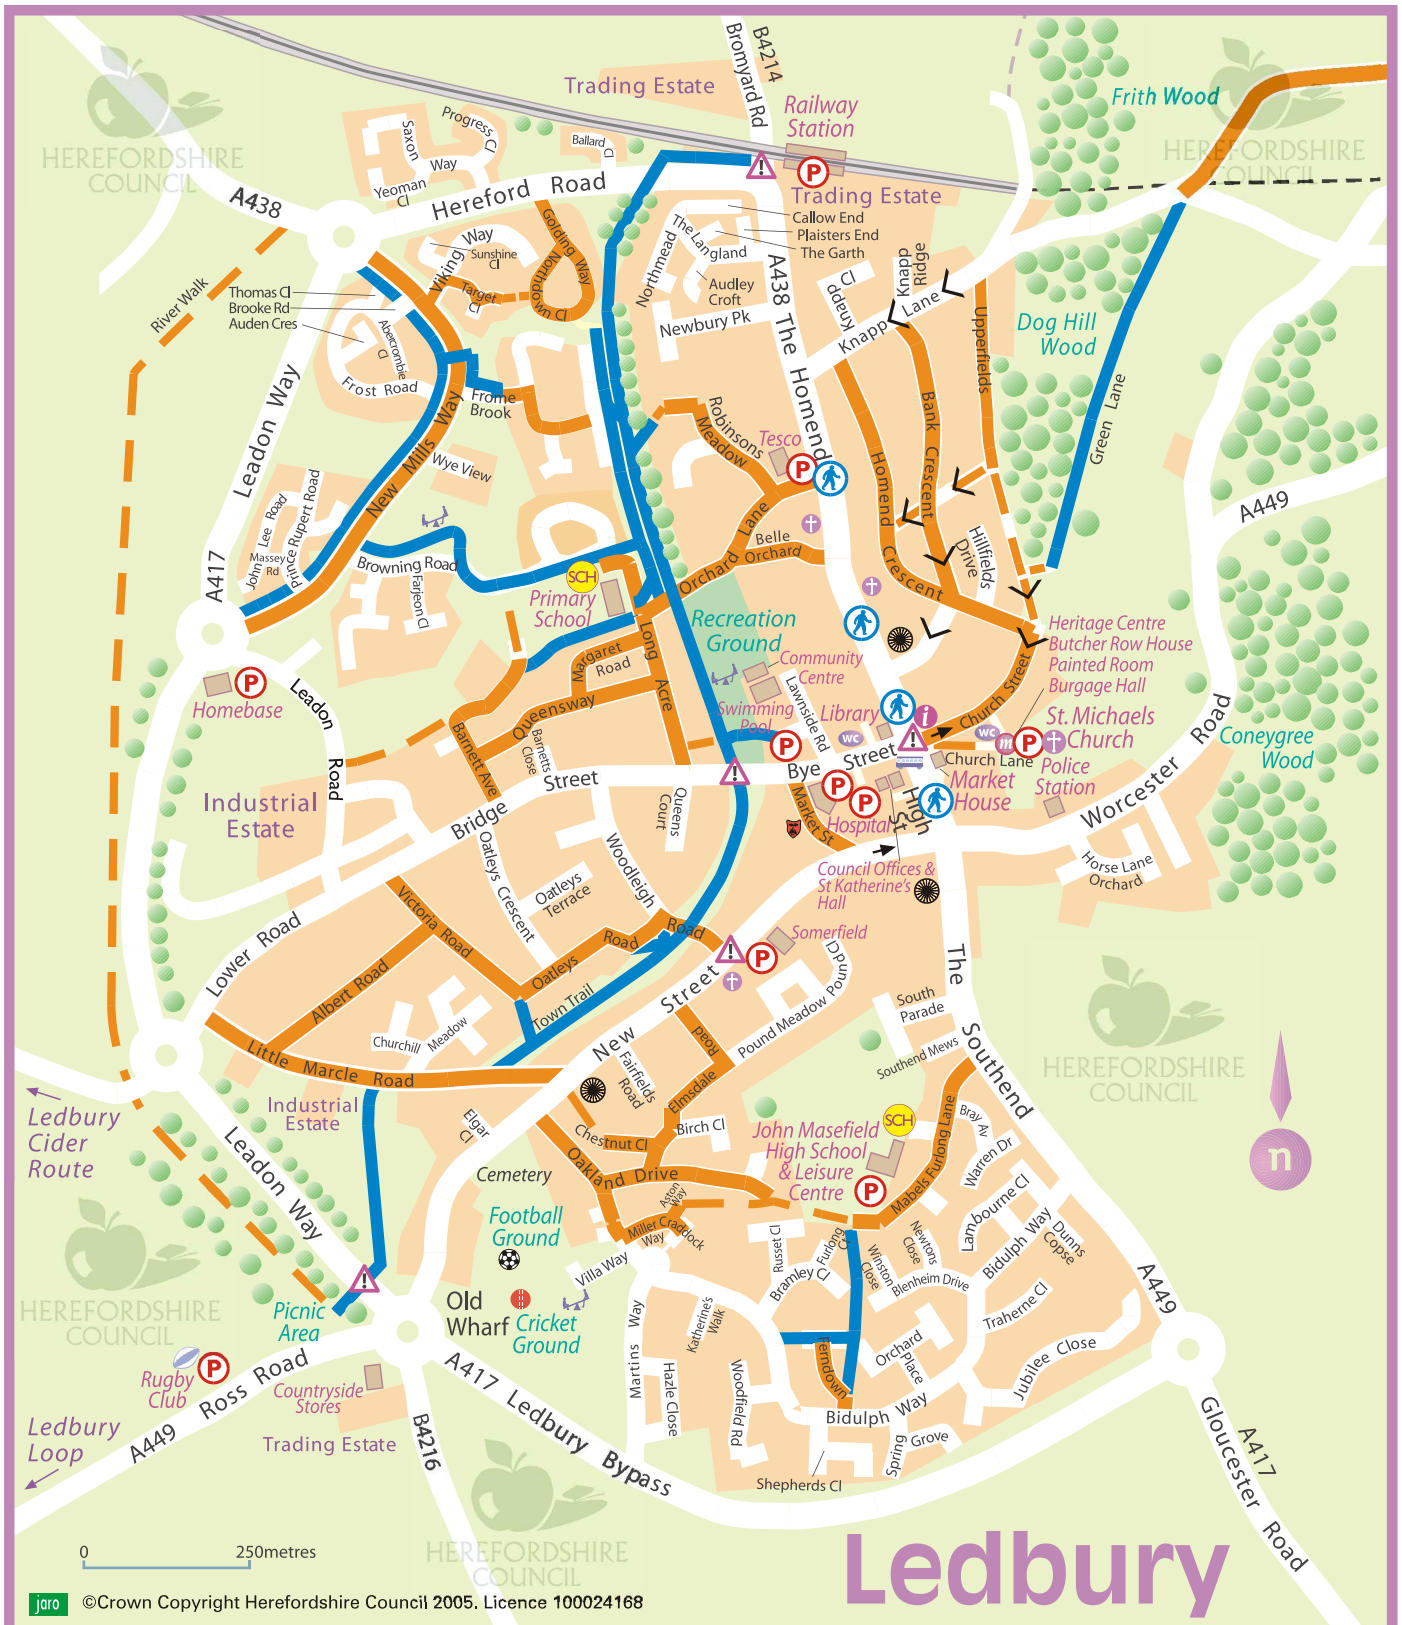 B4214
Bromyard Rd
Trading Estate
Railway
Station
P
Frith Wood
HEREFORDSHIRE
COUNCIL
HEREFORDSHIRE
COUNCIL
Saxon
Way
Progress Cl
Yeoman
Cl
Ballard Cl
Hereford Road
A438
Trading Estate
Callow End
Plaisters End
The Garth
The Langland
Northmead
Audley
Croft
Newbury Pk
A438 The Homend
Knapp Cl
Knapp
Ridge
Knapp Lane
Upperfields
Dog Hill
Wood
Green Lane
Golding Way
Northdown Cl
Viking Way
Sunshine
Cl
Target
Cl
River Walk
Thomas Cl
Brooke Rd
Auden Cres
Abercrombie
Cl
Frost Road
Frome
Brook
New Mills Way
Wye View
Leadon Way
A417
John Lee Road
Massey
Rd
Prince Rupert Road
Browning Road
Farjeon Cl
SCH
Primary
School
Robinsons
Meadow
Tesco
P
Orchard Lane
Belle
Orchard
Homend Crescent
Bank Crescent
Hillfields
Drive
A449
Recreation
Ground
Community
Centre
Swimming
Pool
Lawnside Rd
Library
i
Church Street
Heritage Centre
Butcher Row House
Painted Room
Burgage Hall
St. Michaels
Church
wc
wc
m
P
Church Lane
Police
Station
Market
House
Worcester Road
Coneygree
Wood
Horse Lane
Orchard
P
Homebase
Leadon Road
Long Acre
Margaret
Road
Queensway
Barnetts
Close
Barnett Ave
Bridge Street
Bye Street
P
P
P
Hospital
High
St
Market St
Queens
Court
Council Offices &
St Katherine's
Hall
Industrial
Estate
Oatleys Crescent
Oatleys
Terrace
Woodleigh Road
Oatleys Road
Victoria Road
Albert Road
Lower Road
Town Trail
New Street
Somerfield
P
Pound Meadow
Pound Cl
The Southend
South
Parade
Southend Mews
HEREFORDSHIRE
COUNCIL
Churchill Meadow
Little Marcle Road
Industrial
Estate
Elgar
Cl
Fairfields
Road
Elmsdale Road
Chestnut Cl
Birch Cl
Oakland Drive
Aston
Way
Miller Craddock
Way
Villa Way
Cemetery
Football
Ground
Old
Wharf
Cricket
Ground
John Masefield
High School
& Leisure
Centre
SCH
P
Mabels Furlong Lane
Bray Av
Warren Dr
Lambourne Cl
Bidulph Way
Dunns
Copse
Newtons
Close
Winston
Close
Blenheim Drive
Furlong
Cl
Russet Cl
Bramley Cl
Traherne Cl
Jubilee Close
Orchard
Place
Ferndown
Bidulph Way
Spring Grove
Shepherds Cl
Woodfield Rd
Katherine's
Walk
Hazle Close
Martins Way
A449
A417
Gloucester Road
n
Ledbury
Cider
Route
Leadon Way
HEREFORDSHIRE
COUNCIL
Picnic
Area
Rugby
Club
P
Countryside
Stores
A449 Ross Road
Ledbury
Loop
Trading Estate
B4216
A417 Ledbury Bypass
HEREFORDSHIRE
COUNCIL
0 250metres
Ledbury
jaro
©Crown Copyright Herefordshire Council 2005. Licence 100024168